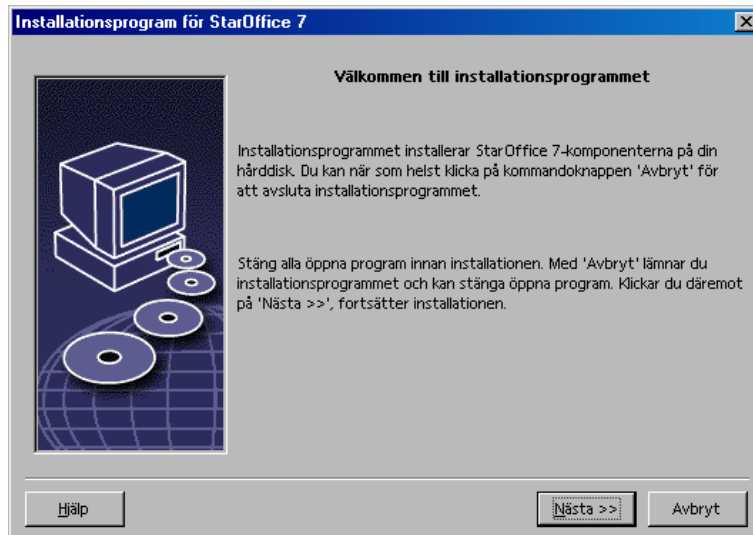 Installationsprogram för StarOffice 7
Välkommen till installationsprogrammet
Installationsprogrammet installerar StarOffice 7-komponenterna på din
hårddisk. Du kan när som helst klicka på kommandoknappen 'Avbryt' för
att avsluta installationsprogrammet.
Stäng alla öppna program innan installationen. Med 'Avbryt' lämnar du
installationsprogrammet och kan stänga öppna program. Klickar du däremot
på 'Nästa >>', fortsätter installationen.
Hjälp
Nästa >>
Avbryt